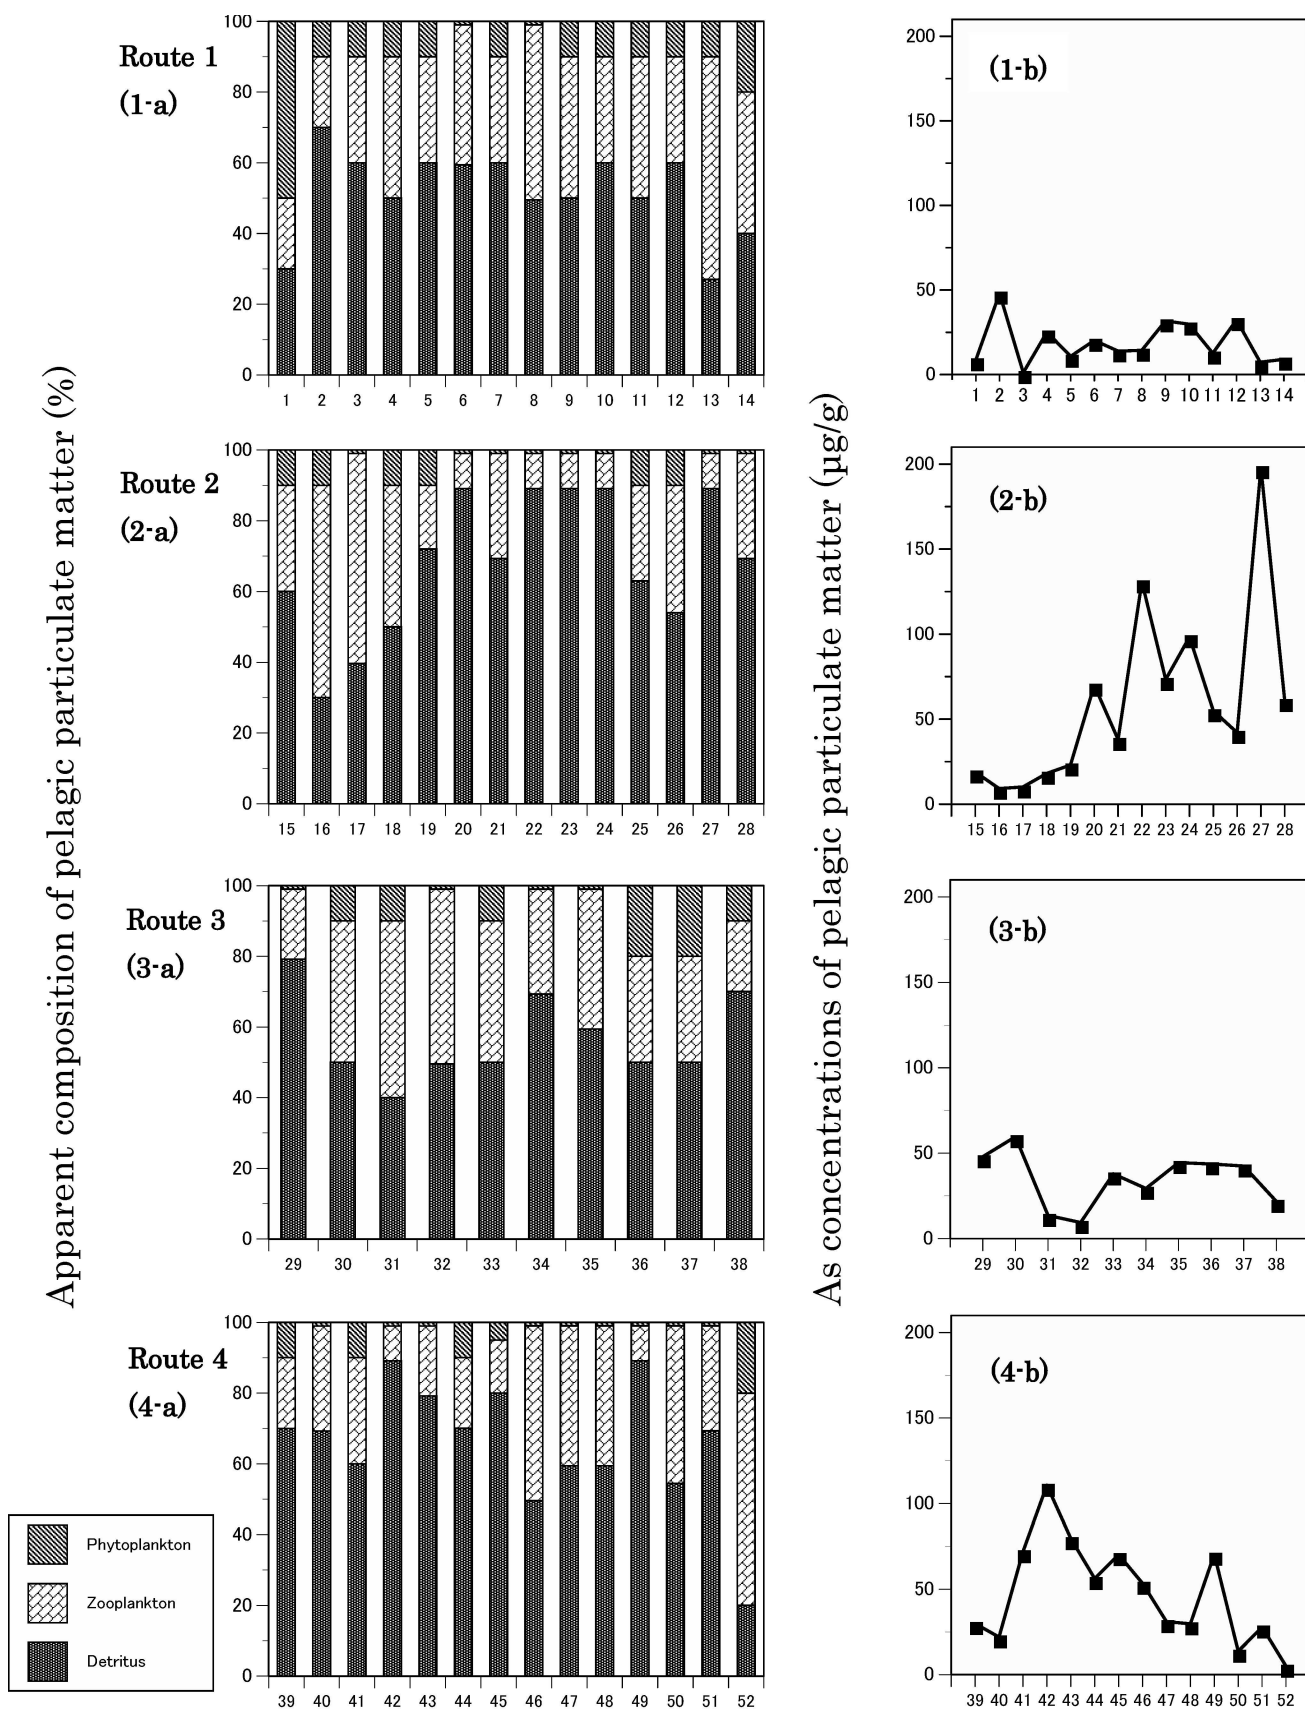 Apparent composition of pelagic particulate matter (%)
Route 1
(1-a)
100
80
60
40
20
0
1 2 3 4 5 6 7 8 9 10 11 12 13 14
Route 2
(2-a)
100
80
60
40
20
0
15 16 17 18 19 20 21 22 23 24 25 26 27 28
Route 3
(3-a)
100
80
60
40
20
0
29 30 31 32 33 34 35 36 37 38
Route 4
(4-a)
100
80
60
40
20
0
39 40 41 42 43 44 45 46 47 48 49 50 51 52
Phytoplankton
Zooplankton
Detritus
As concentrations of pelagic particulate matter (µg/g)
(1-b)
200
150
100
50
0
1 2 3 4 5 6 7 8 9 10 11 12 13 14
(2-b)
200
150
100
50
0
15 16 17 18 19 20 21 22 23 24 25 26 27 28
(3-b)
200
150
100
50
0
29 30 31 32 33 34 35 36 37 38
(4-b)
200
150
100
50
0
39 40 41 42 43 44 45 46 47 48 49 50 51 52